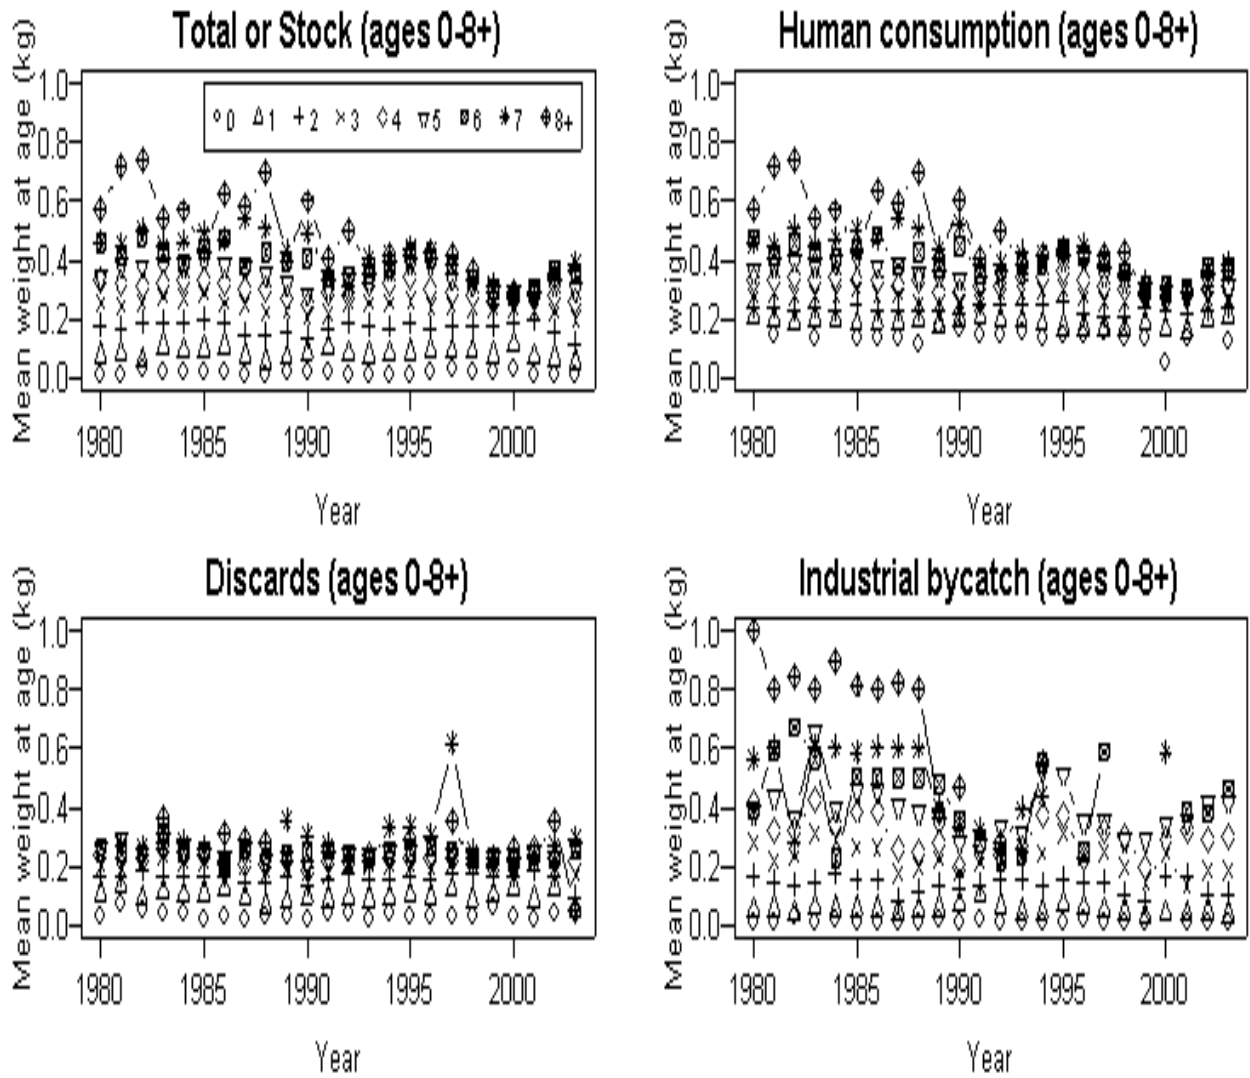 Total or Stock (ages 0-8+)
Mean weight at age (kg)
1.0
0.8
0.6
0.4
0.2
0.0
0 1 2 3 4 5 6 7 8+
1980 1985 1990 1995 2000
Year
Human consumption (ages 0-8+)
Mean weight at age (kg)
1.0
0.8
0.6
0.4
0.2
0.0
1980 1985 1990 1995 2000
Year
Discards (ages 0-8+)
Mean weight at age (kg)
1.0
0.8
0.6
0.4
0.2
0.0
1980 1985 1990 1995 2000
Year
Industrial bycatch (ages 0-8+)
Mean weight at age (kg)
1.0
0.8
0.6
0.4
0.2
0.0
1980 1985 1990 1995 2000
Year